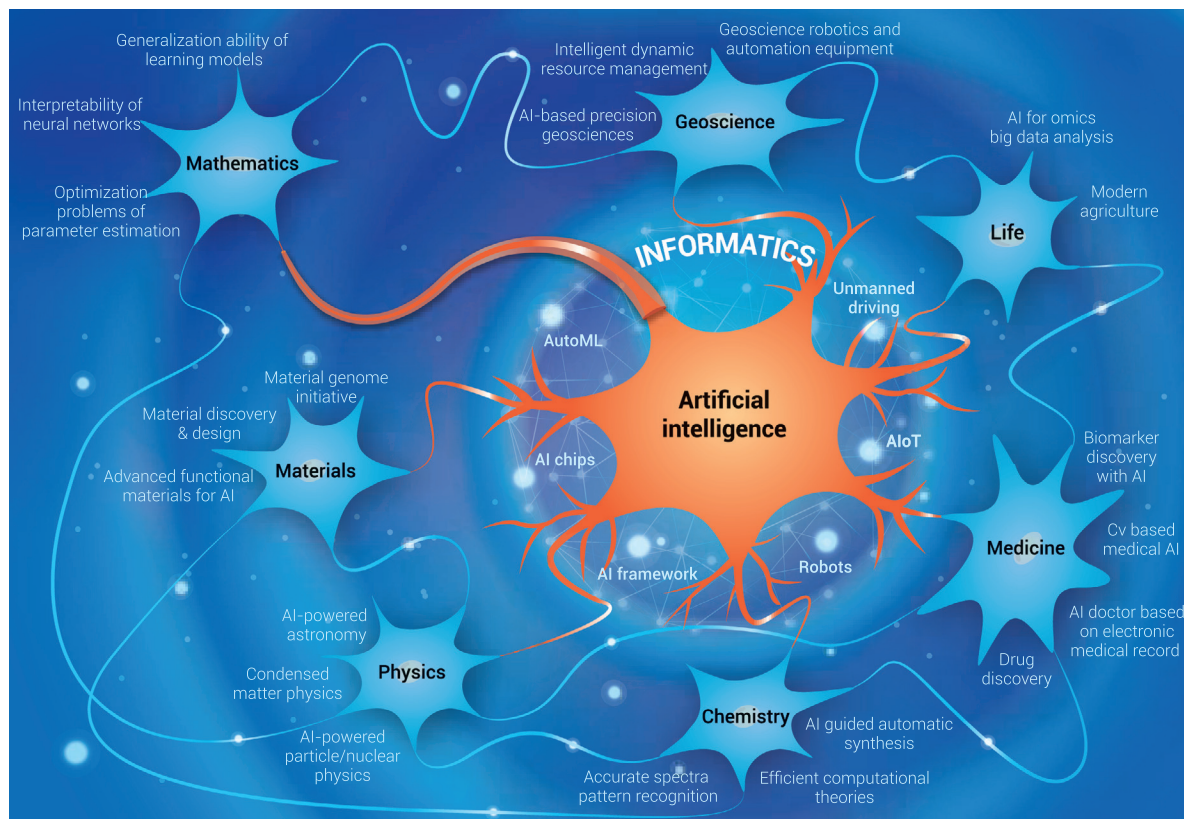 Generalization ability of
learning models
Interpretability of
neural networks
Mathematics
Optimization
problems of
parameter estimation
Intelligent dynamic
resource management
Geoscience robotics and
automation equipment
AI-based precision
geosciences
Geoscience
AI for omics
big data analysis
Modern
agriculture
Life
INFORMATICS
Unmanned
driving
AutoML
Artificial
intelligence
AI chips
AIoT
AI framework
Robots
Material genome
initiative
Material discovery
& design
Advanced functional
materials for AI
Materials
Biomarker
discovery
with AI
Cv based
medical AI
Medicine
AI doctor based
on electronic
medical record
Drug
discovery
AI-powered
astronomy
Condensed
matter physics
Physics
AI-powered
particle/nuclear
physics
Chemistry
AI guided automatic
synthesis
Accurate spectra
pattern recognition
Efficient computational
theories